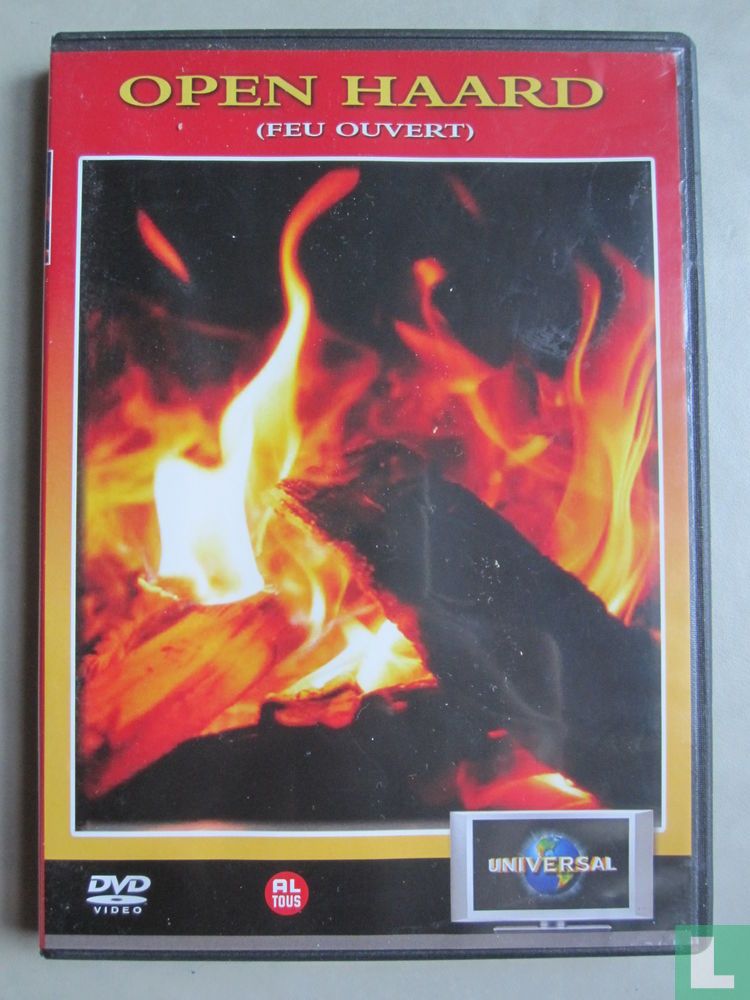 OPEN HAARD
(FEU OUVERT)
UNIVERSAL
DVD
VIDEO
AL
TOUS
L